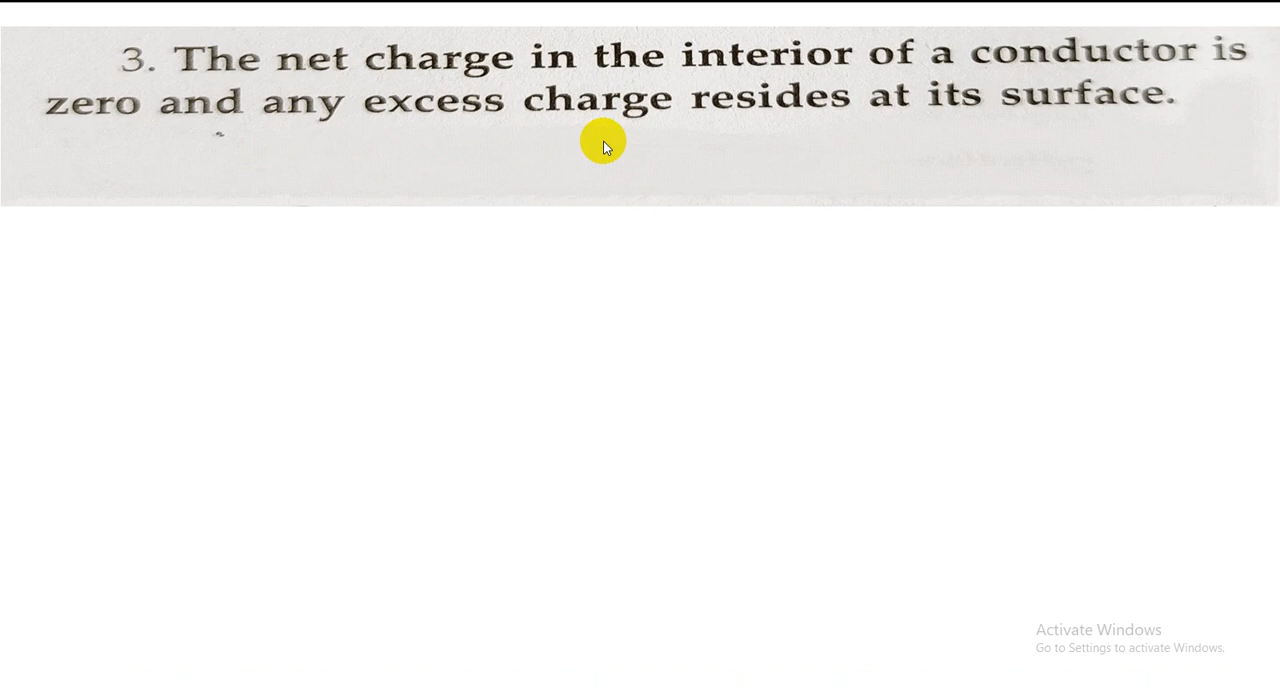 3. The net charge in the interior of a conductor is
zero and any excess charge resides at its surface.
Activate Windows
Go to Settings to activate Windows.